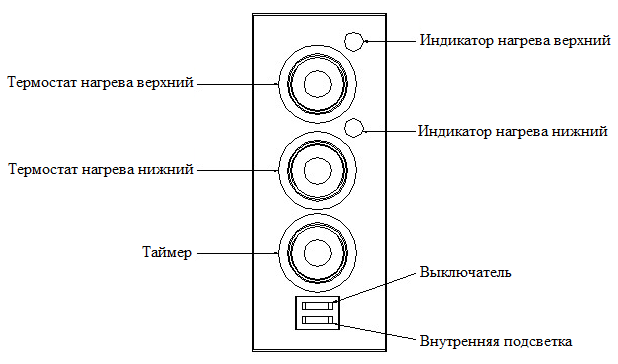 Индикатор нагрева верхний
Термостат нагрева верхний
Индикатор нагрева нижний
Термостат нагрева нижний
Таймер
Выключатель
Внутренняя подсветка